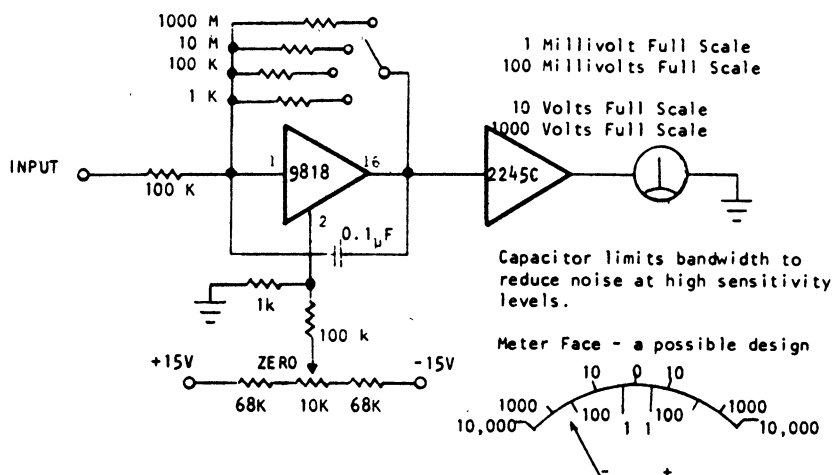 1000 M
10 M
100 K
1 K
1 Millivolt Full Scale
100 Millivolts Full Scale
10 Volts Full Scale
1000 Volts Full Scale
INPUT
100 K
1
9818
16
2
2245C
0.1µF
1k
100 k
+15V
ZERO
-15V
68K
10K
68K
Capacitor limits bandwidth to
reduce noise at high sensitivity
levels.
Meter Face - a possible design
10 0 10
1000 100 1 1 100 1000
10,000 10,000
- +